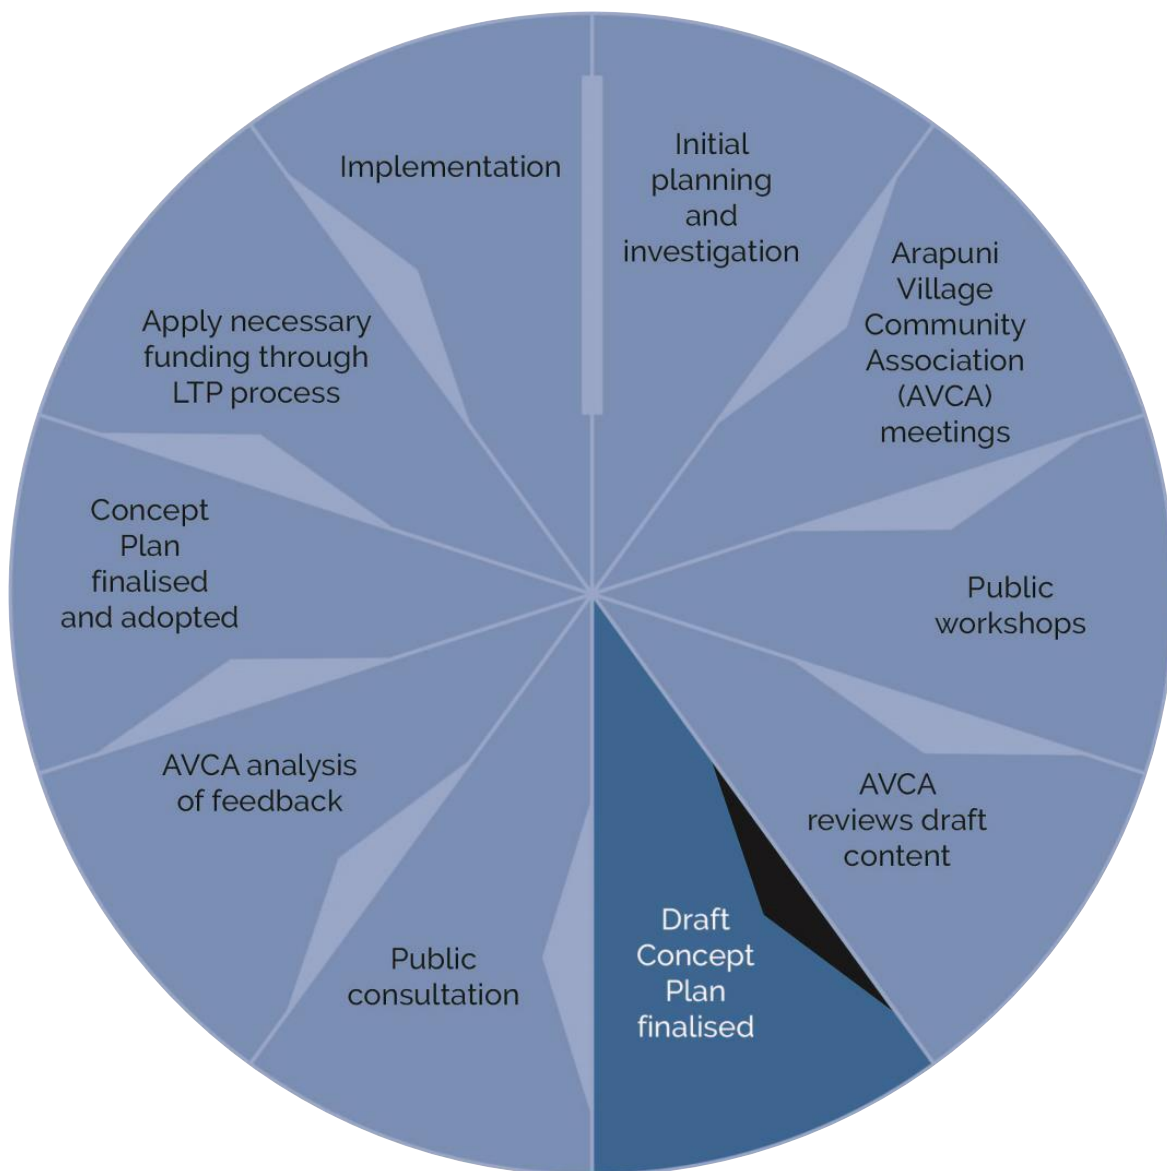 Initial
planning
and
investigation
Arapuni
Village
Community
Association
(AVCA)
meetings
Public
workshops
AVCA
reviews draft
content
Draft
Concept
Plan
finalised
Public
consultation
AVCA analysis
of feedback
Concept
Plan
finalised
and adopted
Apply necessary
funding through
LTP process
Implementation